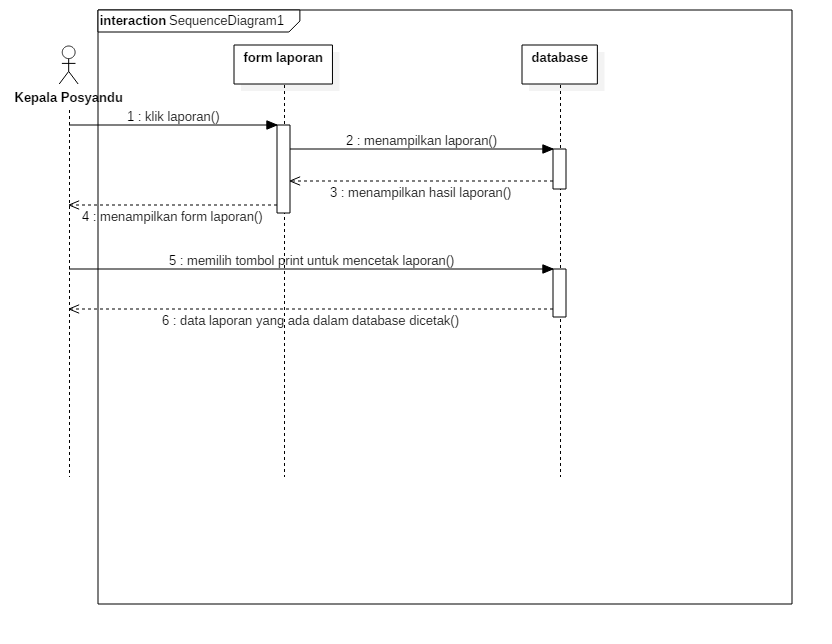 interaction SequenceDiagram1
form laporan
database
Kepala Posyandu
1 : klik laporan()
2 : menampilkan laporan()
3 : menampilkan hasil laporan()
4 : menampilkan form laporan()
5 : memilih tombol print untuk mencetak laporan()
6 : data laporan yang ada dalam database dicetak()